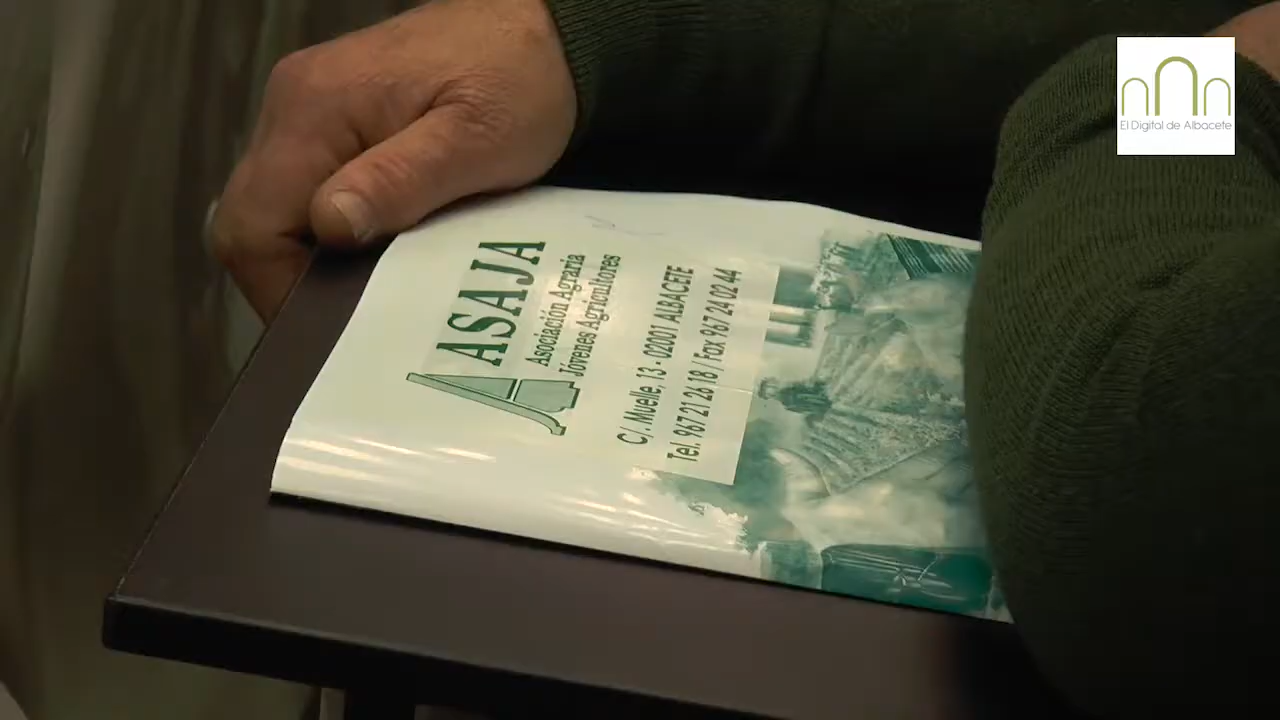 ASAJA
Asociación Agraria
Jóvenes Agricultores
C/. Muelle, 13 - 02001 ALBACETE
Tel. 967 21 26 18 / Fax 967 24 02 44
El Digital de Albacete